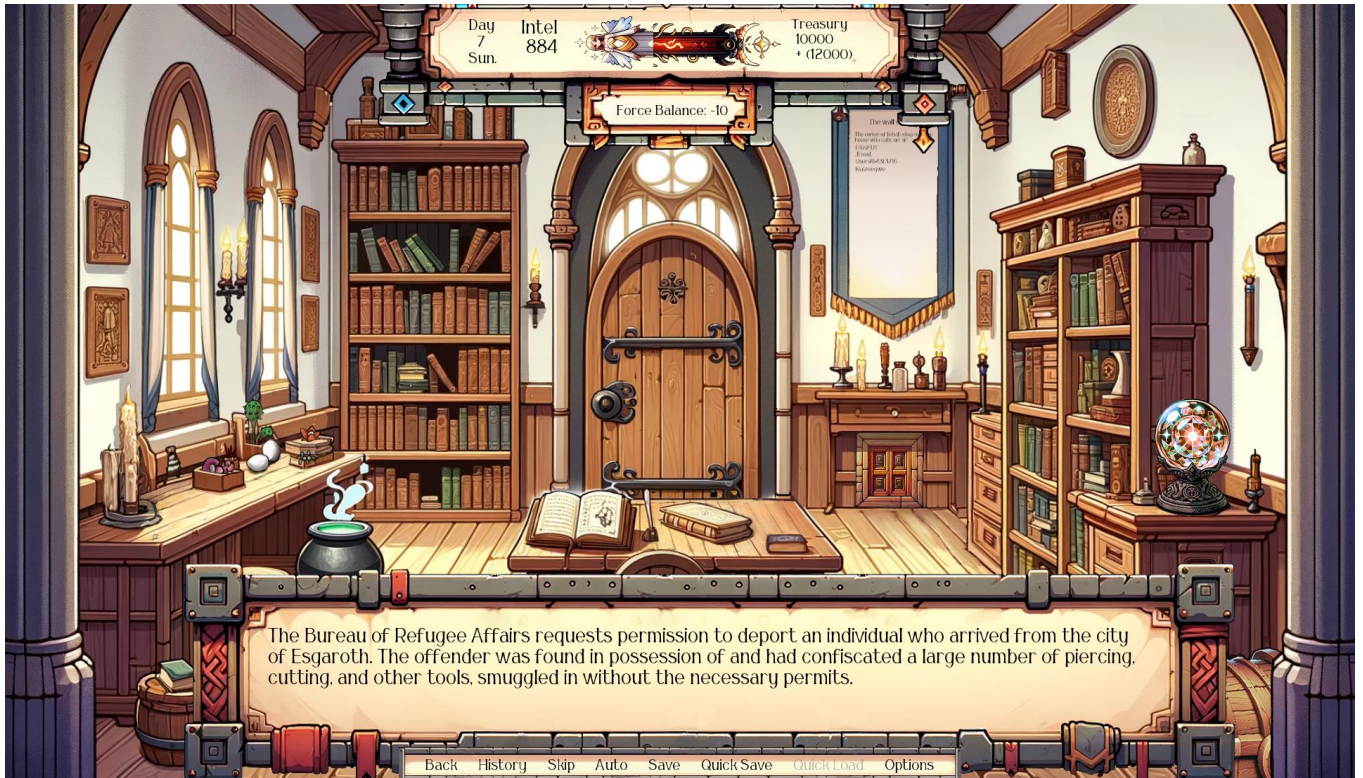 Day
7
Sun.
Intel
884
Treasury
10000
+ (12000)
Force Balance: -10
The wall
The Bureau of Refugee Affairs requests permission to deport an individual who arrived from the city
of Esgaroth. The offender was found in possession of and had confiscated a large number of piercing,
cutting, and other tools, smuggled in without the necessary permits.
Back History Skip Auto Save Quick Save Quick Load Options